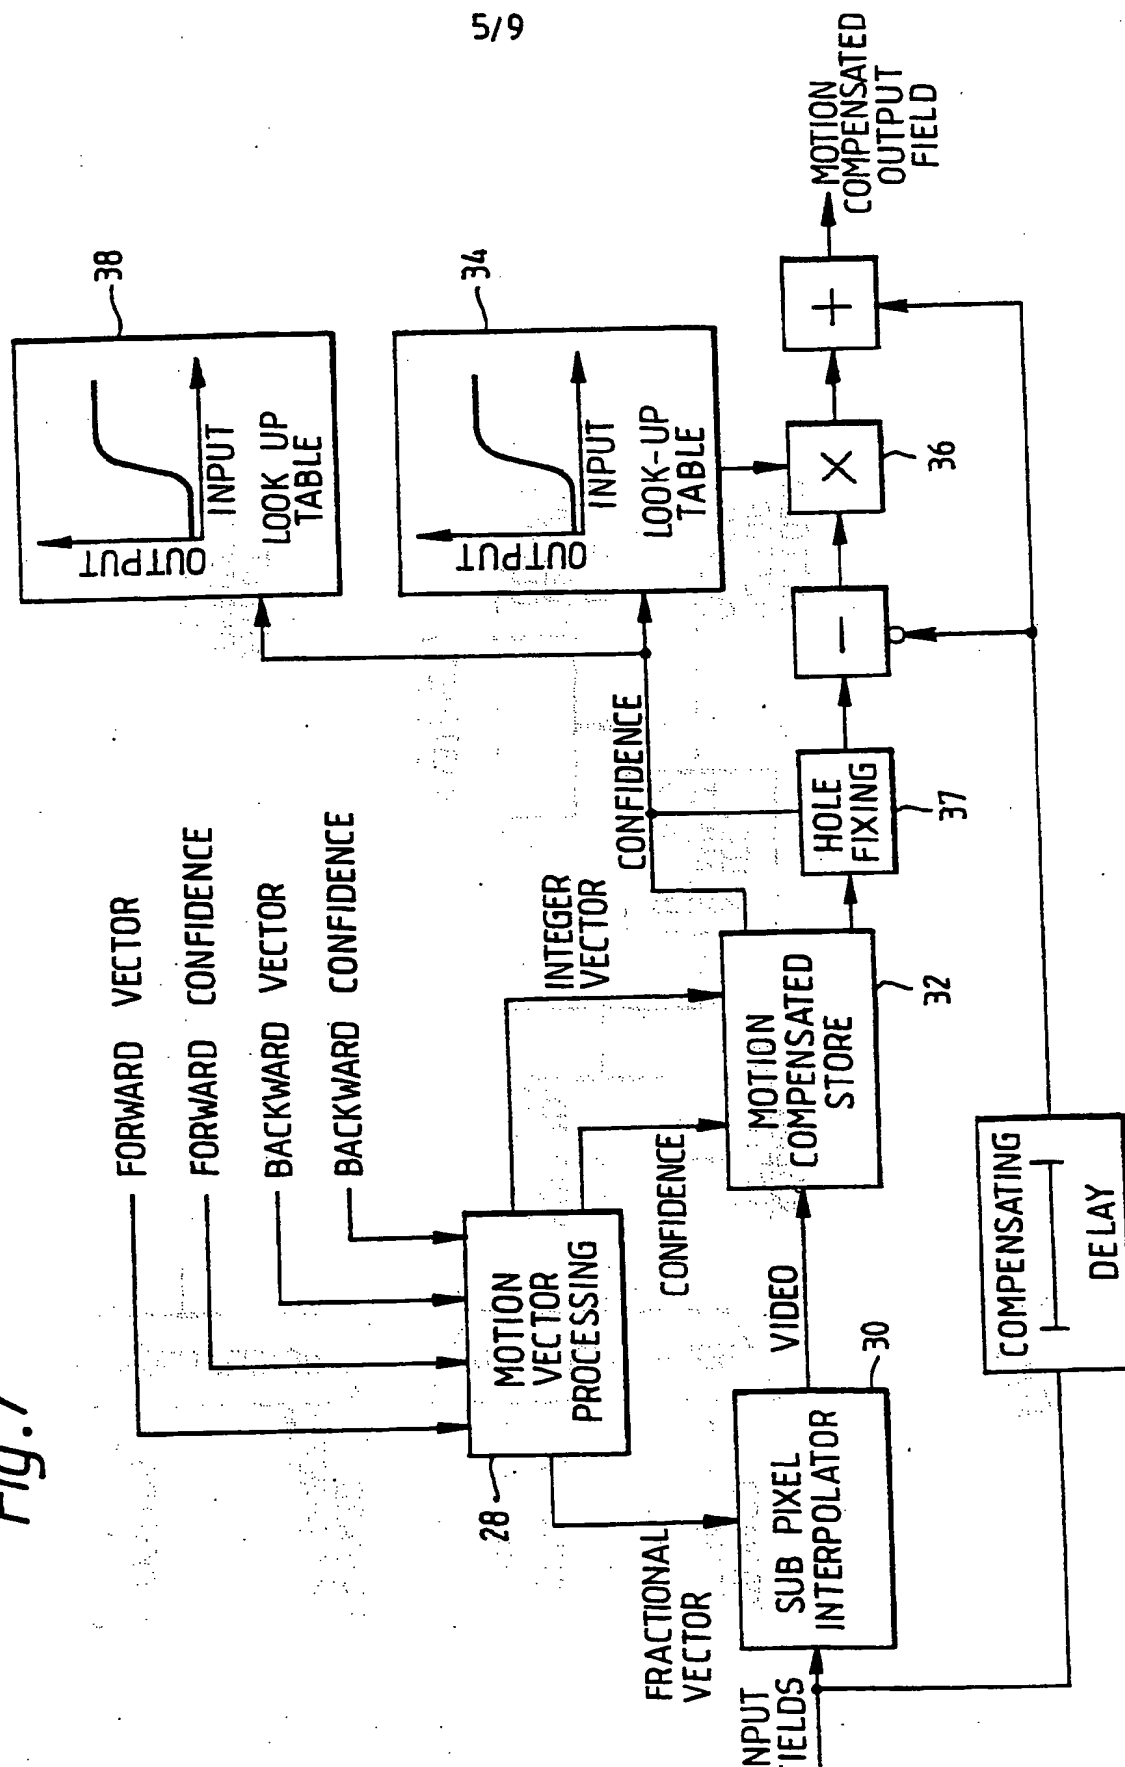 5/9
Fig. 7
FORWARD VECTOR
FORWARD CONFIDENCE
BACKWARD VECTOR
BACKWARD CONFIDENCE
28
MOTION
VECTOR
PROCESSING
FRACTIONAL
VECTOR
INTEGER
VECTOR
CONFIDENCE
CONFIDENCE
NPUT
IELDS
SUB PIXEL
INTERPOLATOR
30
VIDEO
MOTION
COMPENSATED
STORE
32
HOLE
FIXING
37
−
×
36
+
MOTION
COMPENSATED
OUTPUT
FIELD
OUTPUT
INPUT
LOOK UP
TABLE
38
OUTPUT
INPUT
LOOK-UP
TABLE
34
COMPENSATING
DELAY